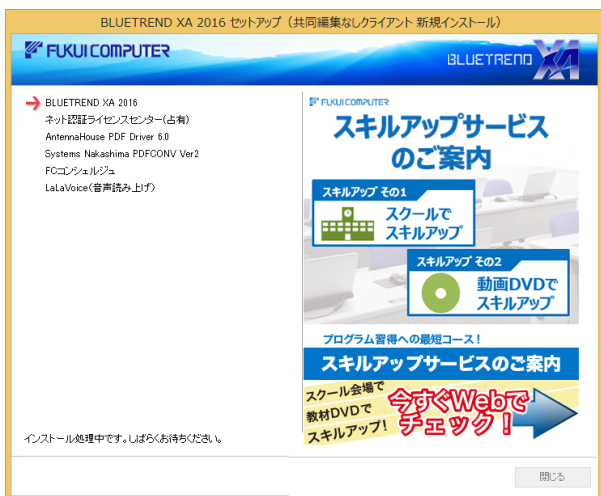 BLUETREND XA 2016 セットアップ（共同編集なしクライアント 新規インストール）
FUKUI COMPUTER
BLUETREND XA
BLUETREND XA 2016
ネット認証ライセンスセンター(占有)
AntennaHouse PDF Driver 6.0
Systems Nakashima PDFCONV Ver2
FCコンシェルジュ
LaLaVoice(音声読み上げ)
インストール処理中です。しばらくお待ちください。
FUKUI COMPUTER
スキルアップサービス
のご案内
スキルアップ その1
スクールで
スキルアップ
スキルアップ その2
動画DVDで
スキルアップ
プログラム習得への最短コース！
スキルアップサービスのご案内
スクール会場で
教材DVDで
スキルアップ!
今すぐWebで
チェック！
閉じる